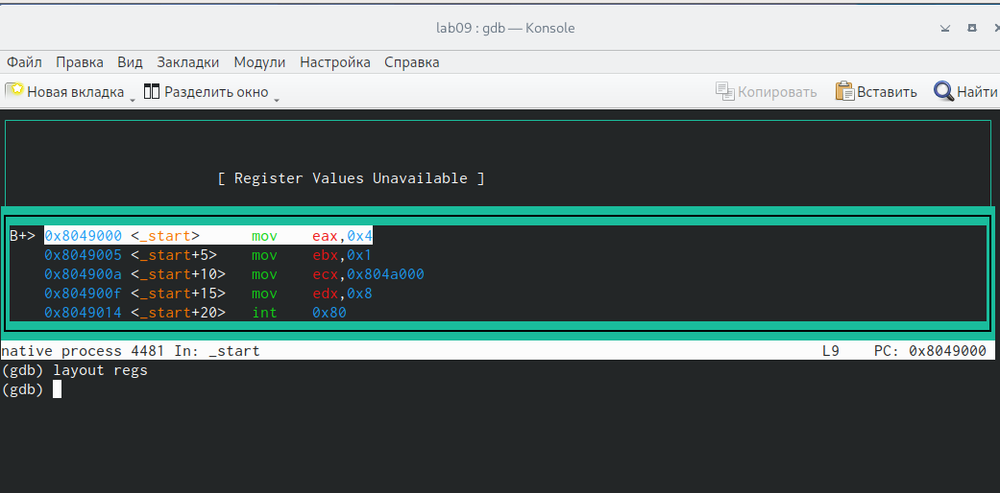 lab09 : gdb — Konsole
Файл Правка Вид Закладки Модули Настройка Справка
Новая вкладка Разделить окно Копировать Вставить Найти
[ Register Values Unavailable ]
B+> 0x8049000 <_start> mov eax,0x4
0x8049005 <_start+5> mov ebx,0x1
0x804900a <_start+10> mov ecx,0x804a000
0x804900f <_start+15> mov edx,0x8
0x8049014 <_start+20> int 0x80
native process 4481 In: _start L9 PC: 0x8049000
(gdb) layout regs
(gdb)